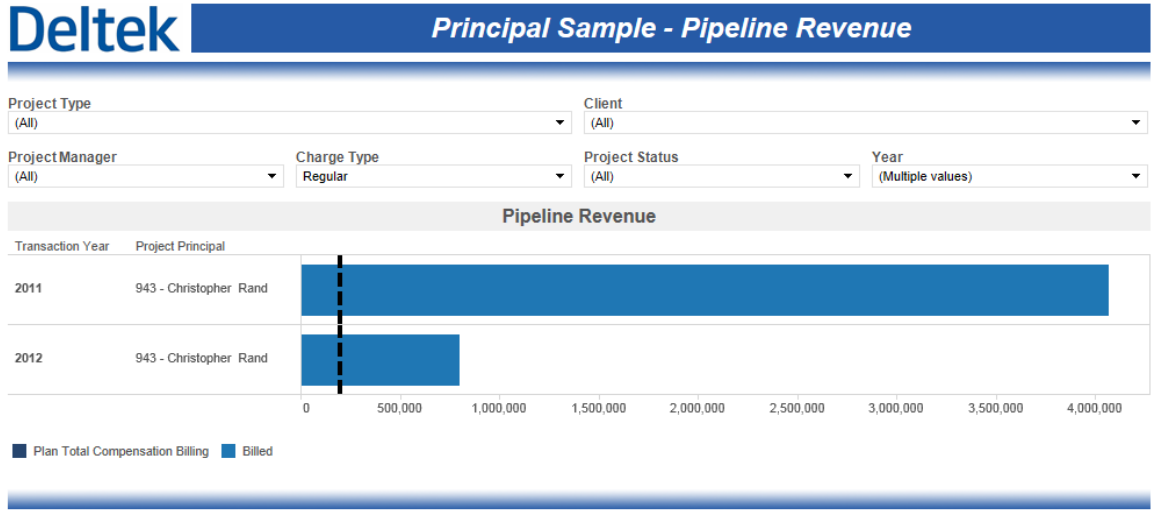 Deltek
Principal Sample - Pipeline Revenue
Project Type
Client
(All)
(All)
Project Manager
Charge Type
Project Status
Year
(All)
Regular
(All)
(Multiple values)
Pipeline Revenue
Transaction Year
Project Principal
2011
943 - Christopher Rand
2012
943 - Christopher Rand
0
500,000
1,000,000
1,500,000
2,000,000
2,500,000
3,000,000
3,500,000
4,000,000
Plan Total Compensation Billing
Billed